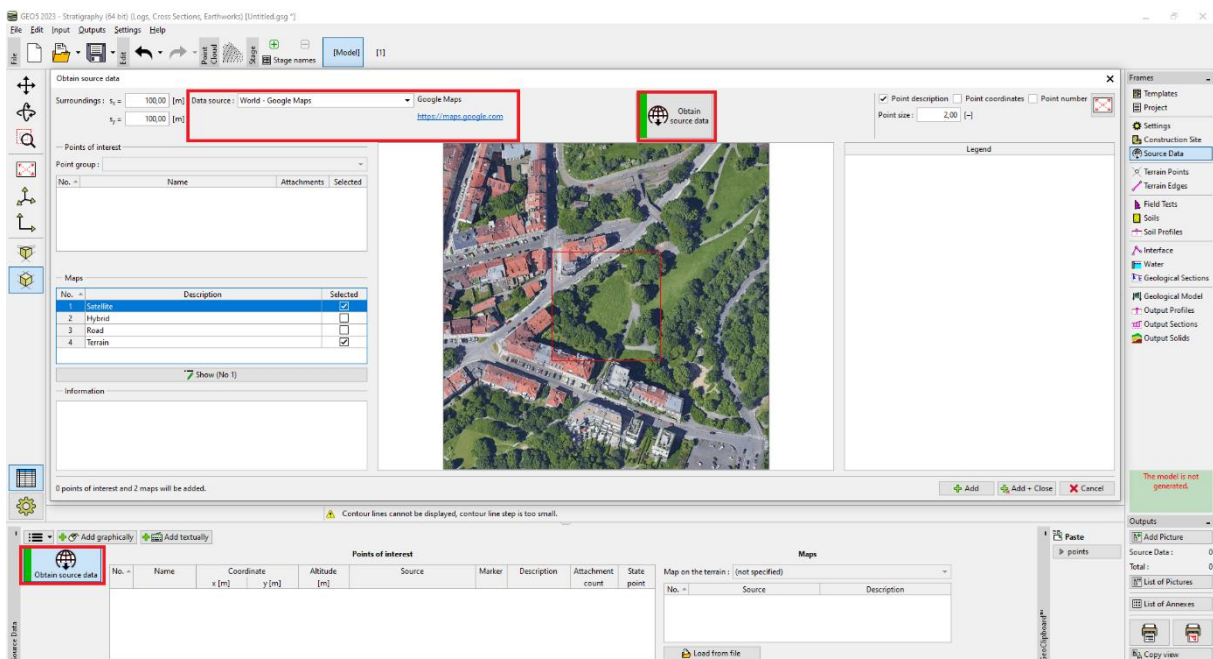 GEO5 2023 - Stratigraphy (64 bit) (Logs, Cross Sections, Earthworks) [Untitled.gsg *]
File Edit Input Outputs Settings Help
File
Edit
Point Cloud
Stage
Stage names
[Model]
[1]
Obtain source data
Surroundings : sx = 100,00 [m]
sy = 100,00 [m]
Data source : World - Google Maps
Google Maps
https://maps.google.com
Obtain source data
Point description Point coordinates Point number
Point size : 2,00 [–]
Points of interest
Point group :
No. Name Attachments Selected
Maps
No. Description Selected
1 Satellite
2 Hybrid
3 Road
4 Terrain
Show (No 1)
Information
Legend
0 points of interest and 2 maps will be added.
Add Add + Close Cancel
Contour lines cannot be displayed, contour line step is too small.
Frames
Templates
Project
Settings
Construction Site
Source Data
Terrain Points
Terrain Edges
Field Tests
Soils
Soil Profiles
Interface
Water
Geological Sections
Geological Model
Output Profiles
Output Sections
Output Solids
The model is not
generated.
Add graphically Add textually
Obtain source data
Points of interest
No. Name Coordinate Altitude Source Marker Description Attachment State
x [m] y [m] [m] count point
Maps
Map on the terrain : (not specified)
No. Source Description
Load from file
Source Data
GeoClipboard™
Paste
points
Outputs
Add Picture
Source Data : 0
Total : 0
List of Pictures
List of Annexes
Copy view